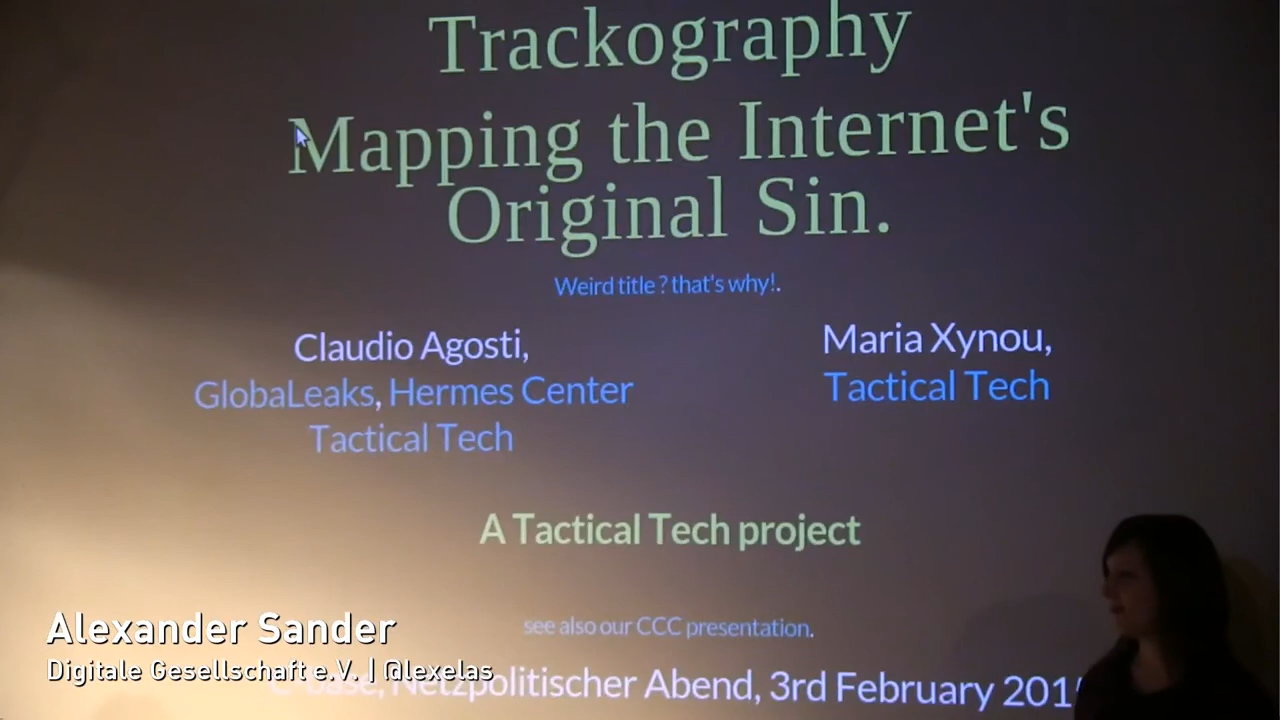 Trackography
Mapping the Internet's
Original Sin.
Weird title ? that's why!.
Claudio Agosti,
GlobaLeaks, Hermes Center
Tactical Tech
Maria Xynou,
Tactical Tech
A Tactical Tech project
see also our CCC presentation.
Alexander Sander
Digitale Gesellschaft e.V. | @lexelas
Netzpolitischer Abend, 3rd February